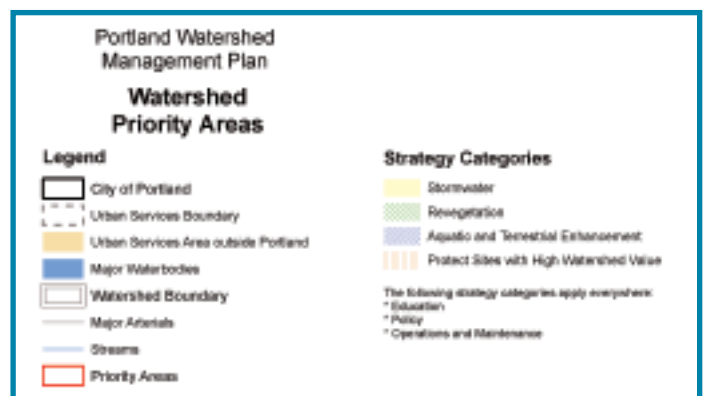 Portland Watershed
Management Plan
Watershed
Priority Areas
Legend
City of Portland
Urban Services Boundary
Urban Services Area outside Portland
Major Waterbodies
Watershed Boundary
Major Arterials
Streams
Priority Areas
Strategy Categories
Stormwater
Revegetation
Aquatic and Terrestrial Enhancement
Protect Sites with High Watershed Value
The following strategy categories apply everywhere:
* Education
* Policy
* Operations and Maintenance